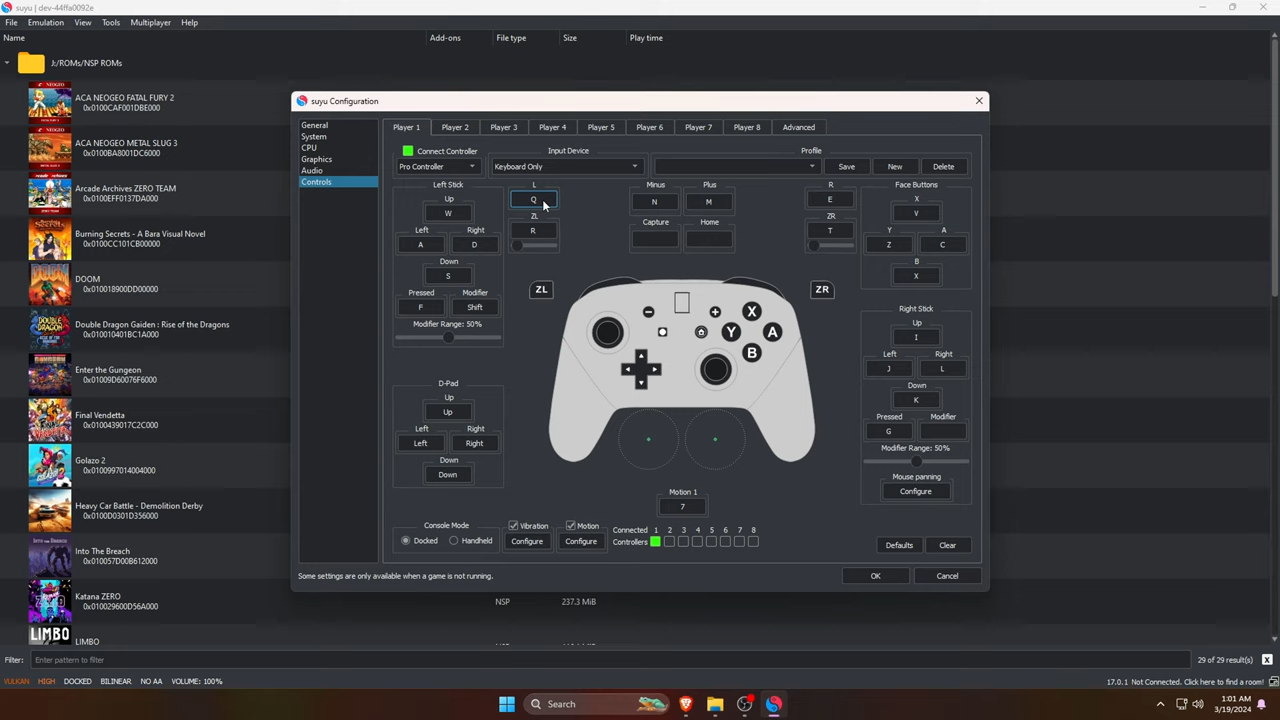 suyu | dev-44ffa0092e
File Emulation View Tools Multiplayer Help
Name Add-ons File type Size Play time
J:/ROMs/NSP ROMs
ACA NEOGEO FATAL FURY 2
0x0100CAF001DBE000
ACA NEOGEO METAL SLUG 3
0x0100BA8001DC6000
Arcade Archives ZERO TEAM
0x0100EFF0137DA000
Burning Secrets - A Bara Visual Novel
0x0100CC101CB00000
DOOM
0x010018900DD00000
Double Dragon Gaiden : Rise of the Dragons
0x010010401BC1A000
Enter the Gungeon
0x01009D60076F6000
Final Vendetta
0x0100439017C2C000
Golazo 2
0x0100997014004000
Heavy Car Battle - Demolition Derby
0x0100D0301D356000
Into The Breach
0x010057D00B612000
Katana ZERO
0x010029600D56A000
NSP 237.3 MiB
LIMBO
LIMBO
suyu Configuration
General
System
CPU
Graphics
Audio
Controls
Player 1 Player 2 Player 3 Player 4 Player 5 Player 6 Player 7 Player 8 Advanced
Connect Controller Input Device Profile
Pro Controller Keyboard Only Save New Delete
Left Stick
Up
W
Left Right
A D
Down
S
Pressed Modifier
F Shift
Modifier Range: 50%
L
Q
ZL
R
Minus Plus
N M
Capture Home
R
E
ZR
T
Face Buttons
X
V
Y A
Z C
B
X
ZL ZR
X
Y A
B
Right Stick
Up
I
Left Right
J L
Down
K
Pressed Modifier
G
Modifier Range: 50%
Mouse panning
Configure
D-Pad
Up
Up
Left Right
Left Right
Down
Down
Motion 1
7
Console Mode
Docked Handheld
Vibration Motion
Configure Configure
Connected 1 2 3 4 5 6 7 8
Controllers
Defaults Clear
Some settings are only available when a game is not running.
OK Cancel
Filter: Enter pattern to filter 29 of 29 result(s) X
VULKAN HIGH DOCKED BILINEAR NO AA VOLUME: 100% 17.0.1 Not Connected. Click here to find a room!
Search
1:01 AM
3/19/2024